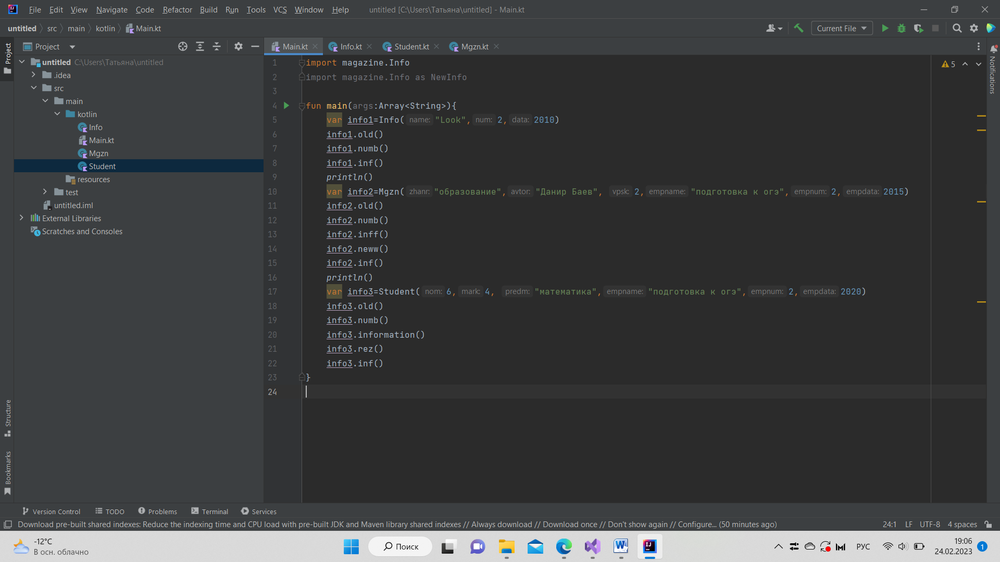 File Edit View Navigate Code Refactor Build Run Tools VCS Window Help untitled [C:\Users\Татьяна\untitled] - Main.kt
untitled src main kotlin Main.kt Current File
Project Project Main.kt Info.kt Student.kt Mgzn.kt
Notifications
untitled C:\Users\Татьяна\untitled
.idea
src
main
kotlin
Info
Main.kt
Mgzn
Student
resources
test
untitled.iml
External Libraries
Scratches and Consoles
5
1 import magazine.Info
2 import magazine.Info as NewInfo
3
4 fun main(args:Array<String>){
5 var info1=Info( name: "Look", num: 2, data: 2010)
6 info1.old()
7 info1.numb()
8 info1.inf()
9 println()
10 var info2=Mgzn( zhanr: "образование", avtor: "Данир Баев", vpsk: 2, empname: "подготовка к огэ", empnum: 2, empdata: 2015)
11 info2.old()
12 info2.numb()
13 info2.inff()
14 info2.neww()
15 info2.inf()
16 println()
17 var info3=Student( nom: 6, mark: 4, predm: "математика", empname: "подготовка к огэ", empnum: 2, empdata: 2020)
18 info3.old()
19 info3.numb()
20 info3.information()
21 info3.rez()
22 info3.inf()
23 }
24
Structure
Bookmarks
Version Control TODO Problems Terminal Services
Download pre-built shared indexes: Reduce the indexing time and CPU load with pre-built JDK and Maven library shared indexes // Always download // Download once // Don't show again // Configure... (50 minutes ago) 24:1 LF UTF-8 4 spaces
-12°C
В осн. облачно
Поиск
РУС
19:06
24.02.2023
1